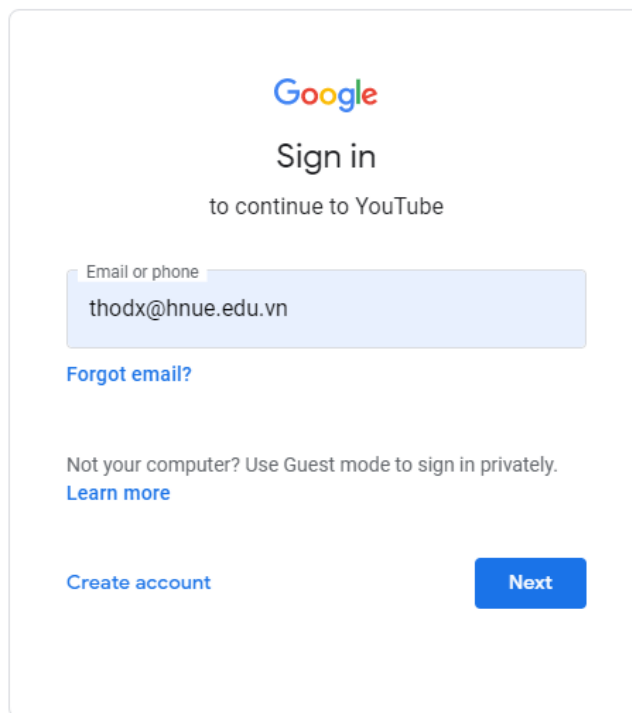 Google
Sign in
to continue to YouTube
Email or phone
thodx@hnue.edu.vn
Forgot email?
Not your computer? Use Guest mode to sign in privately.
Learn more
Create account
Next